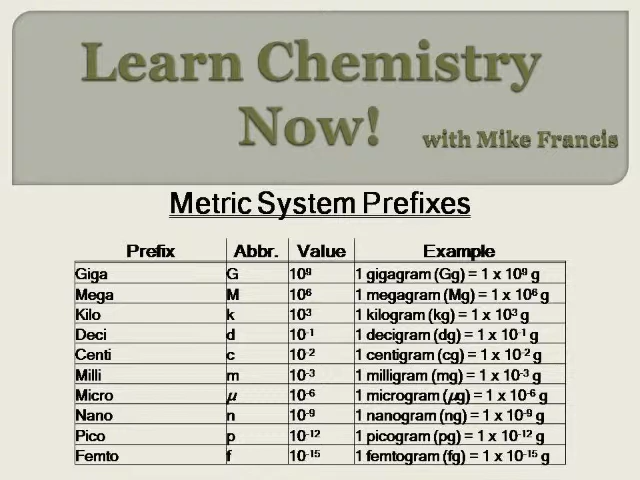 Learn Chemistry
Now! with Mike Francis
Metric System Prefixes
Prefix Abbr. Value Example
Giga G 10⁹ 1 gigagram (Gg) = 1 x 10⁹ g
Mega M 10⁶ 1 megagram (Mg) = 1 x 10⁶ g
Kilo k 10³ 1 kilogram (kg) = 1 x 10³ g
Deci d 10⁻¹ 1 decigram (dg) = 1 x 10⁻¹ g
Centi c 10⁻² 1 centigram (cg) = 1 x 10⁻² g
Milli m 10⁻³ 1 milligram (mg) = 1 x 10⁻³ g
Micro μ 10⁻⁶ 1 microgram (μg) = 1 x 10⁻⁶ g
Nano n 10⁻⁹ 1 nanogram (ng) = 1 x 10⁻⁹ g
Pico p 10⁻¹² 1 picogram (pg) = 1 x 10⁻¹² g
Femto f 10⁻¹⁵ 1 femtogram (fg) = 1 x 10⁻¹⁵ g